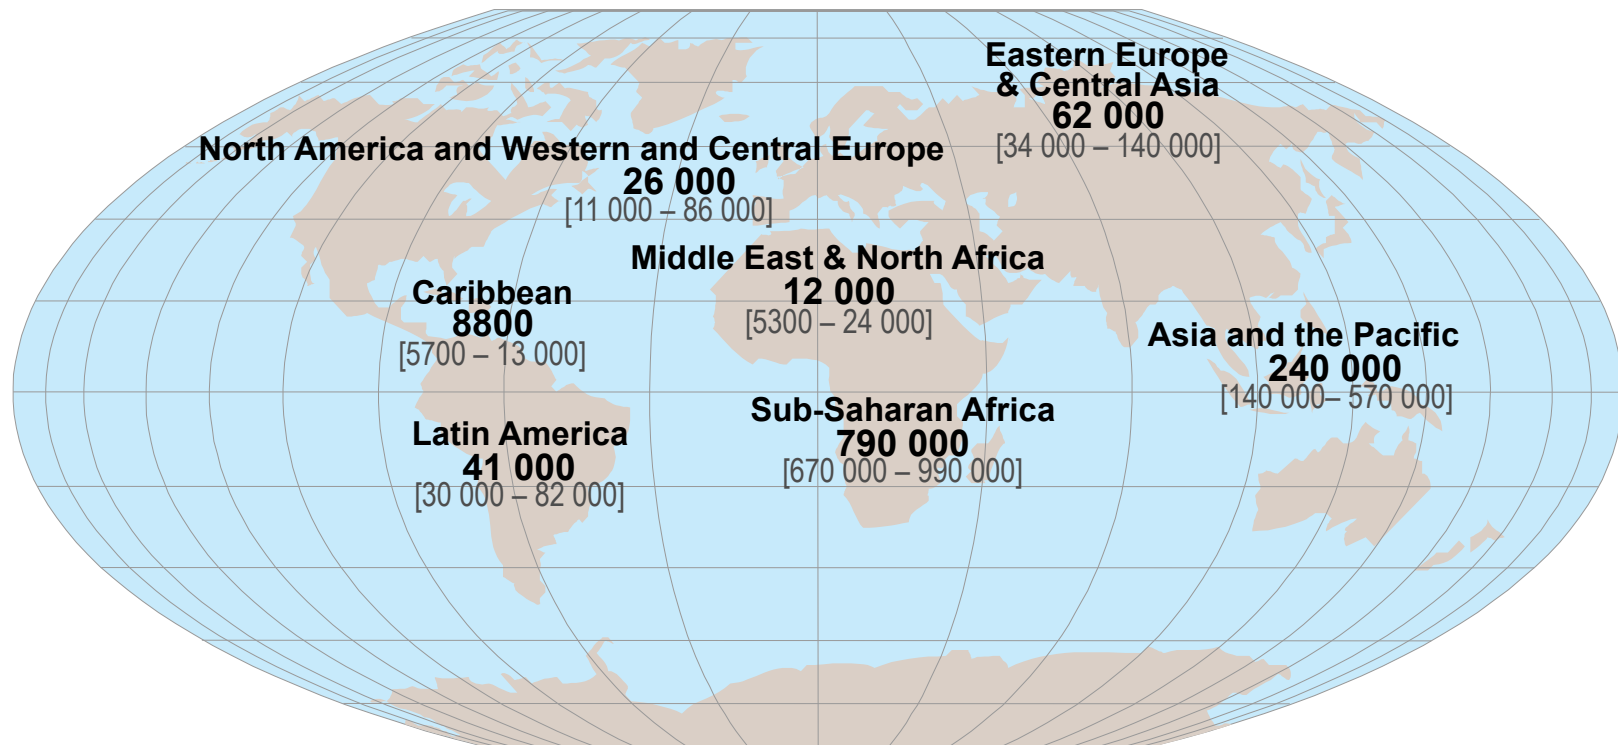 Eastern Europe
& Central Asia
62 000
[34 000 – 140 000]
North America and Western and Central Europe
26 000
[11 000 – 86 000]
Middle East & North Africa
12 000
[5300 – 24 000]
Caribbean
8800
[5700 – 13 000]
Asia and the Pacific
240 000
[140 000– 570 000]
Sub-Saharan Africa
790 000
[670 000 – 990 000]
Latin America
41 000
[30 000 – 82 000]